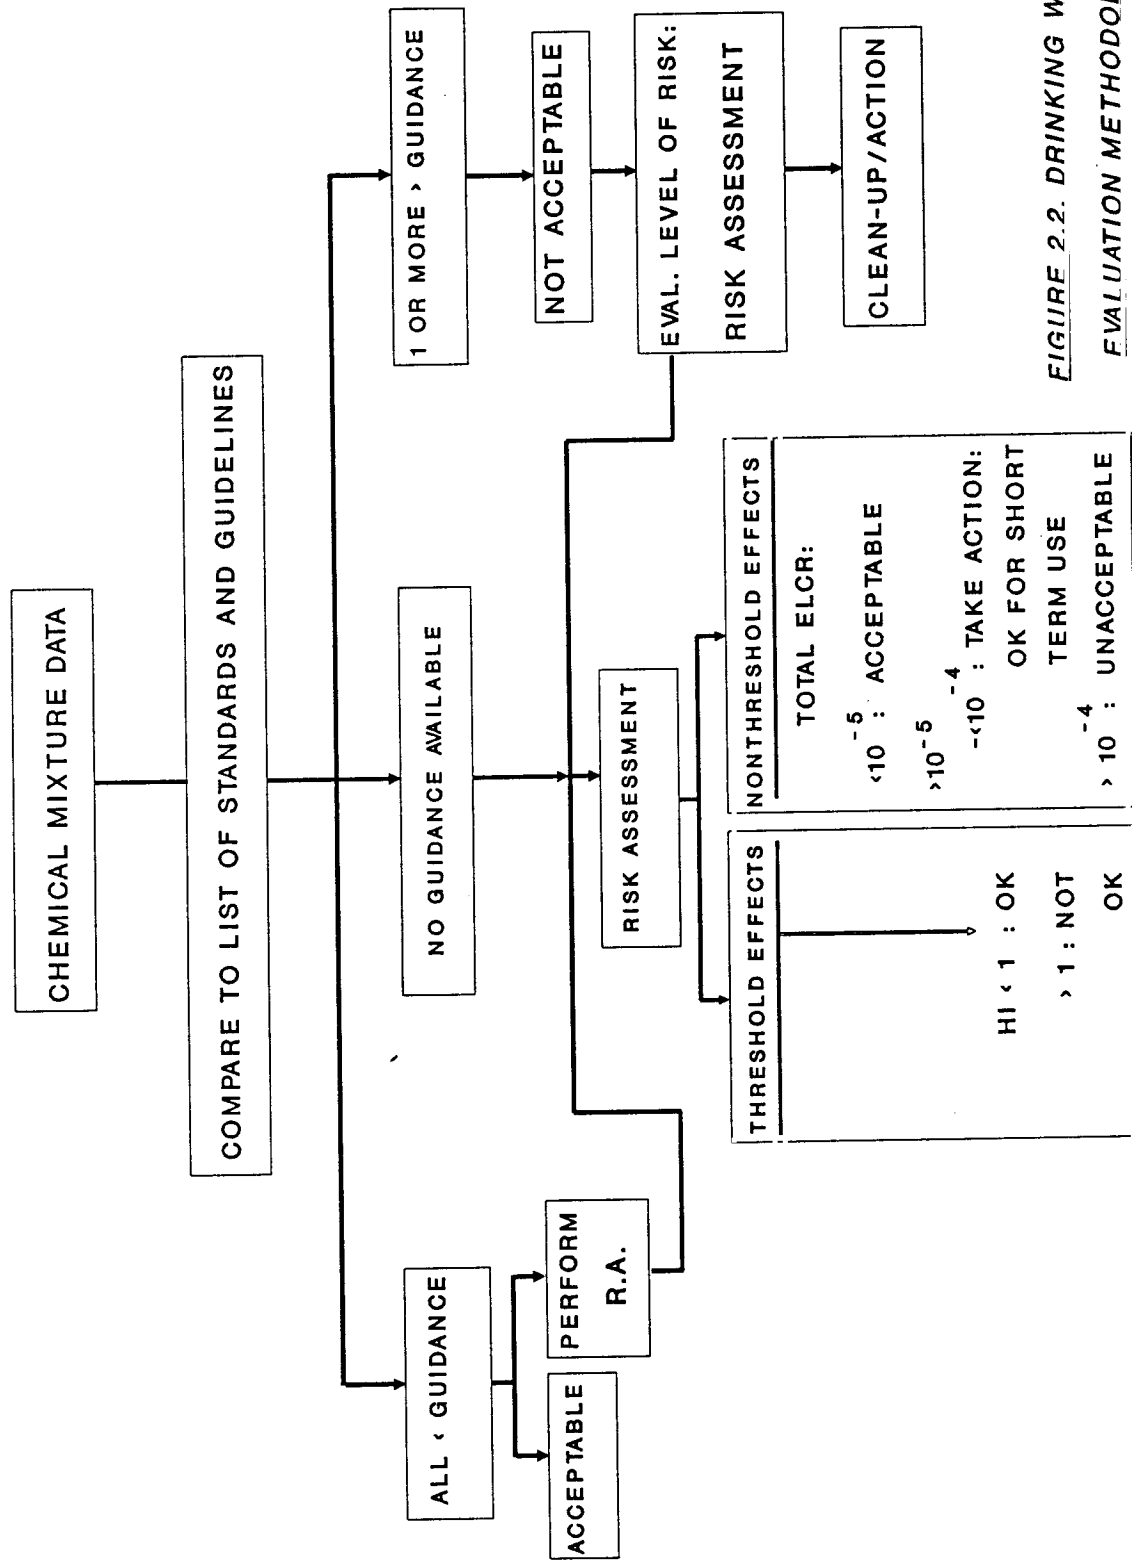 CHEMICAL MIXTURE DATA
COMPARE TO LIST OF STANDARDS AND GUIDELINES
ALL < GUIDANCE
NO GUIDANCE AVAILABLE
1 OR MORE > GUIDANCE
ACCEPTABLE
PERFORM
R.A.
NOT ACCEPTABLE
RISK ASSESSMENT
EVAL. LEVEL OF RISK:
RISK ASSESSMENT
CLEAN-UP/ACTION
THRESHOLD EFFECTS
HI < 1 : OK
> 1 : NOT
OK
NONTHRESHOLD EFFECTS
TOTAL ELCR:
<10⁻⁵ : ACCEPTABLE
>10⁻⁵
-<10⁻⁴ : TAKE ACTION:
OK FOR SHORT
TERM USE
> 10⁻⁴ : UNACCEPTABLE
FIGURE 2.2. DRINKING
EVALUATION